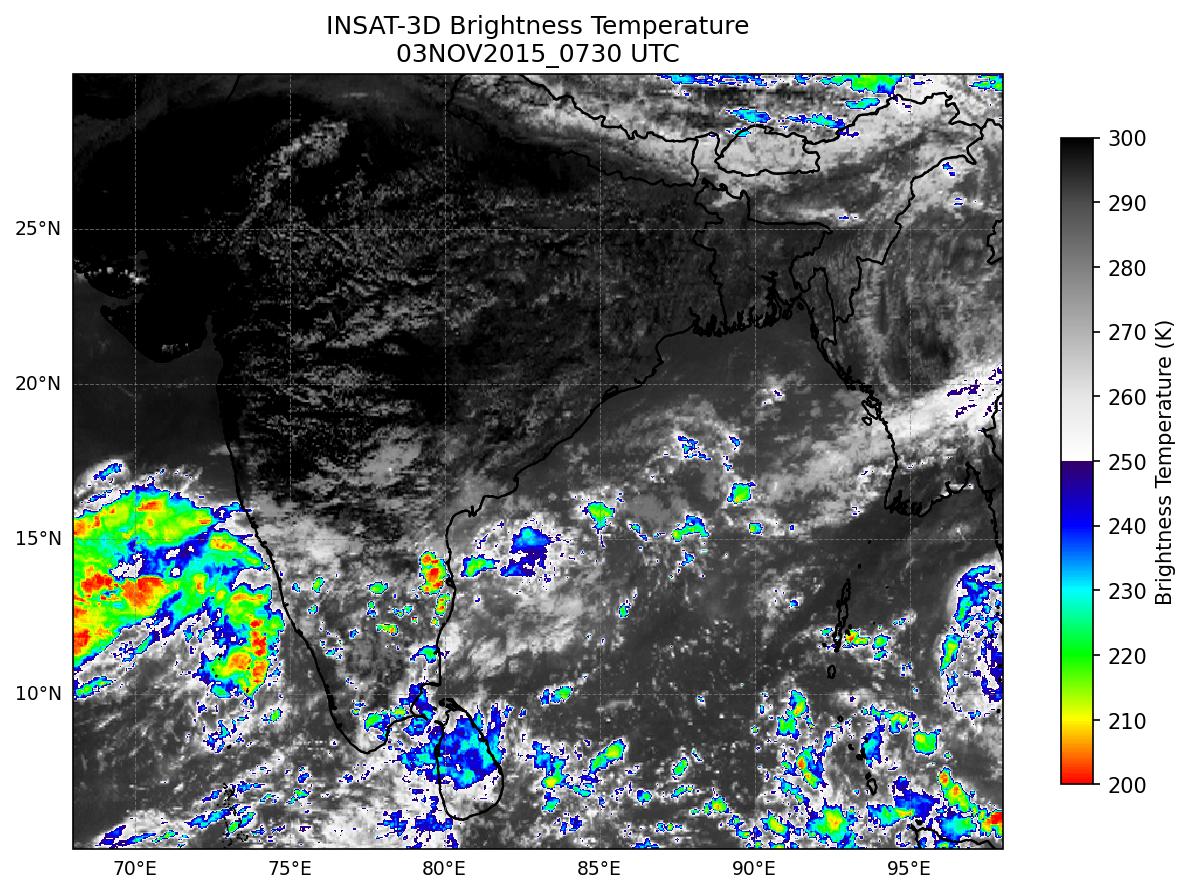 INSAT-3D Brightness Temperature
03NOV2015_0730 UTC
25°N
20°N
15°N
10°N
70°E
75°E
80°E
85°E
90°E
95°E
300
290
280
270
260
250
240
230
220
210
200
Brightness Temperature (K)